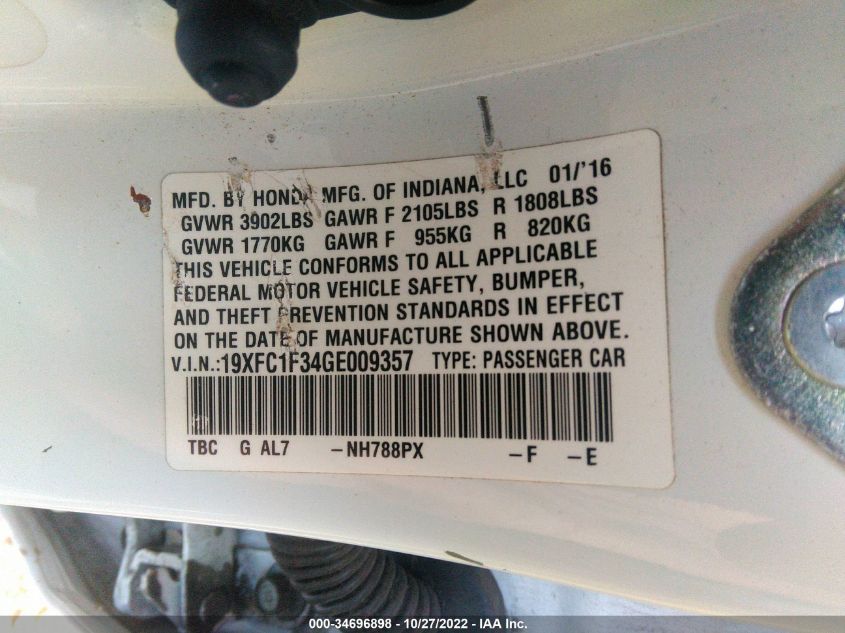 MFD. BY HONDA MFG. OF INDIANA, LLC 01/'16
GVWR 3902LBS GAWR F 2105LBS R 1808LBS
GVWR 1770KG GAWR F 955KG R 820KG
THIS VEHICLE CONFORMS TO ALL APPLICABLE
FEDERAL MOTOR VEHICLE SAFETY, BUMPER,
AND THEFT PREVENTION STANDARDS IN EFFECT
ON THE DATE OF MANUFACTURE SHOWN ABOVE.
V.I.N.:19XFC1F34GE009357 TYPE: PASSENGER CAR
TBC G AL7 -NH788PX -F -E
000-34696898 - 10/27/2022 - IAA Inc.